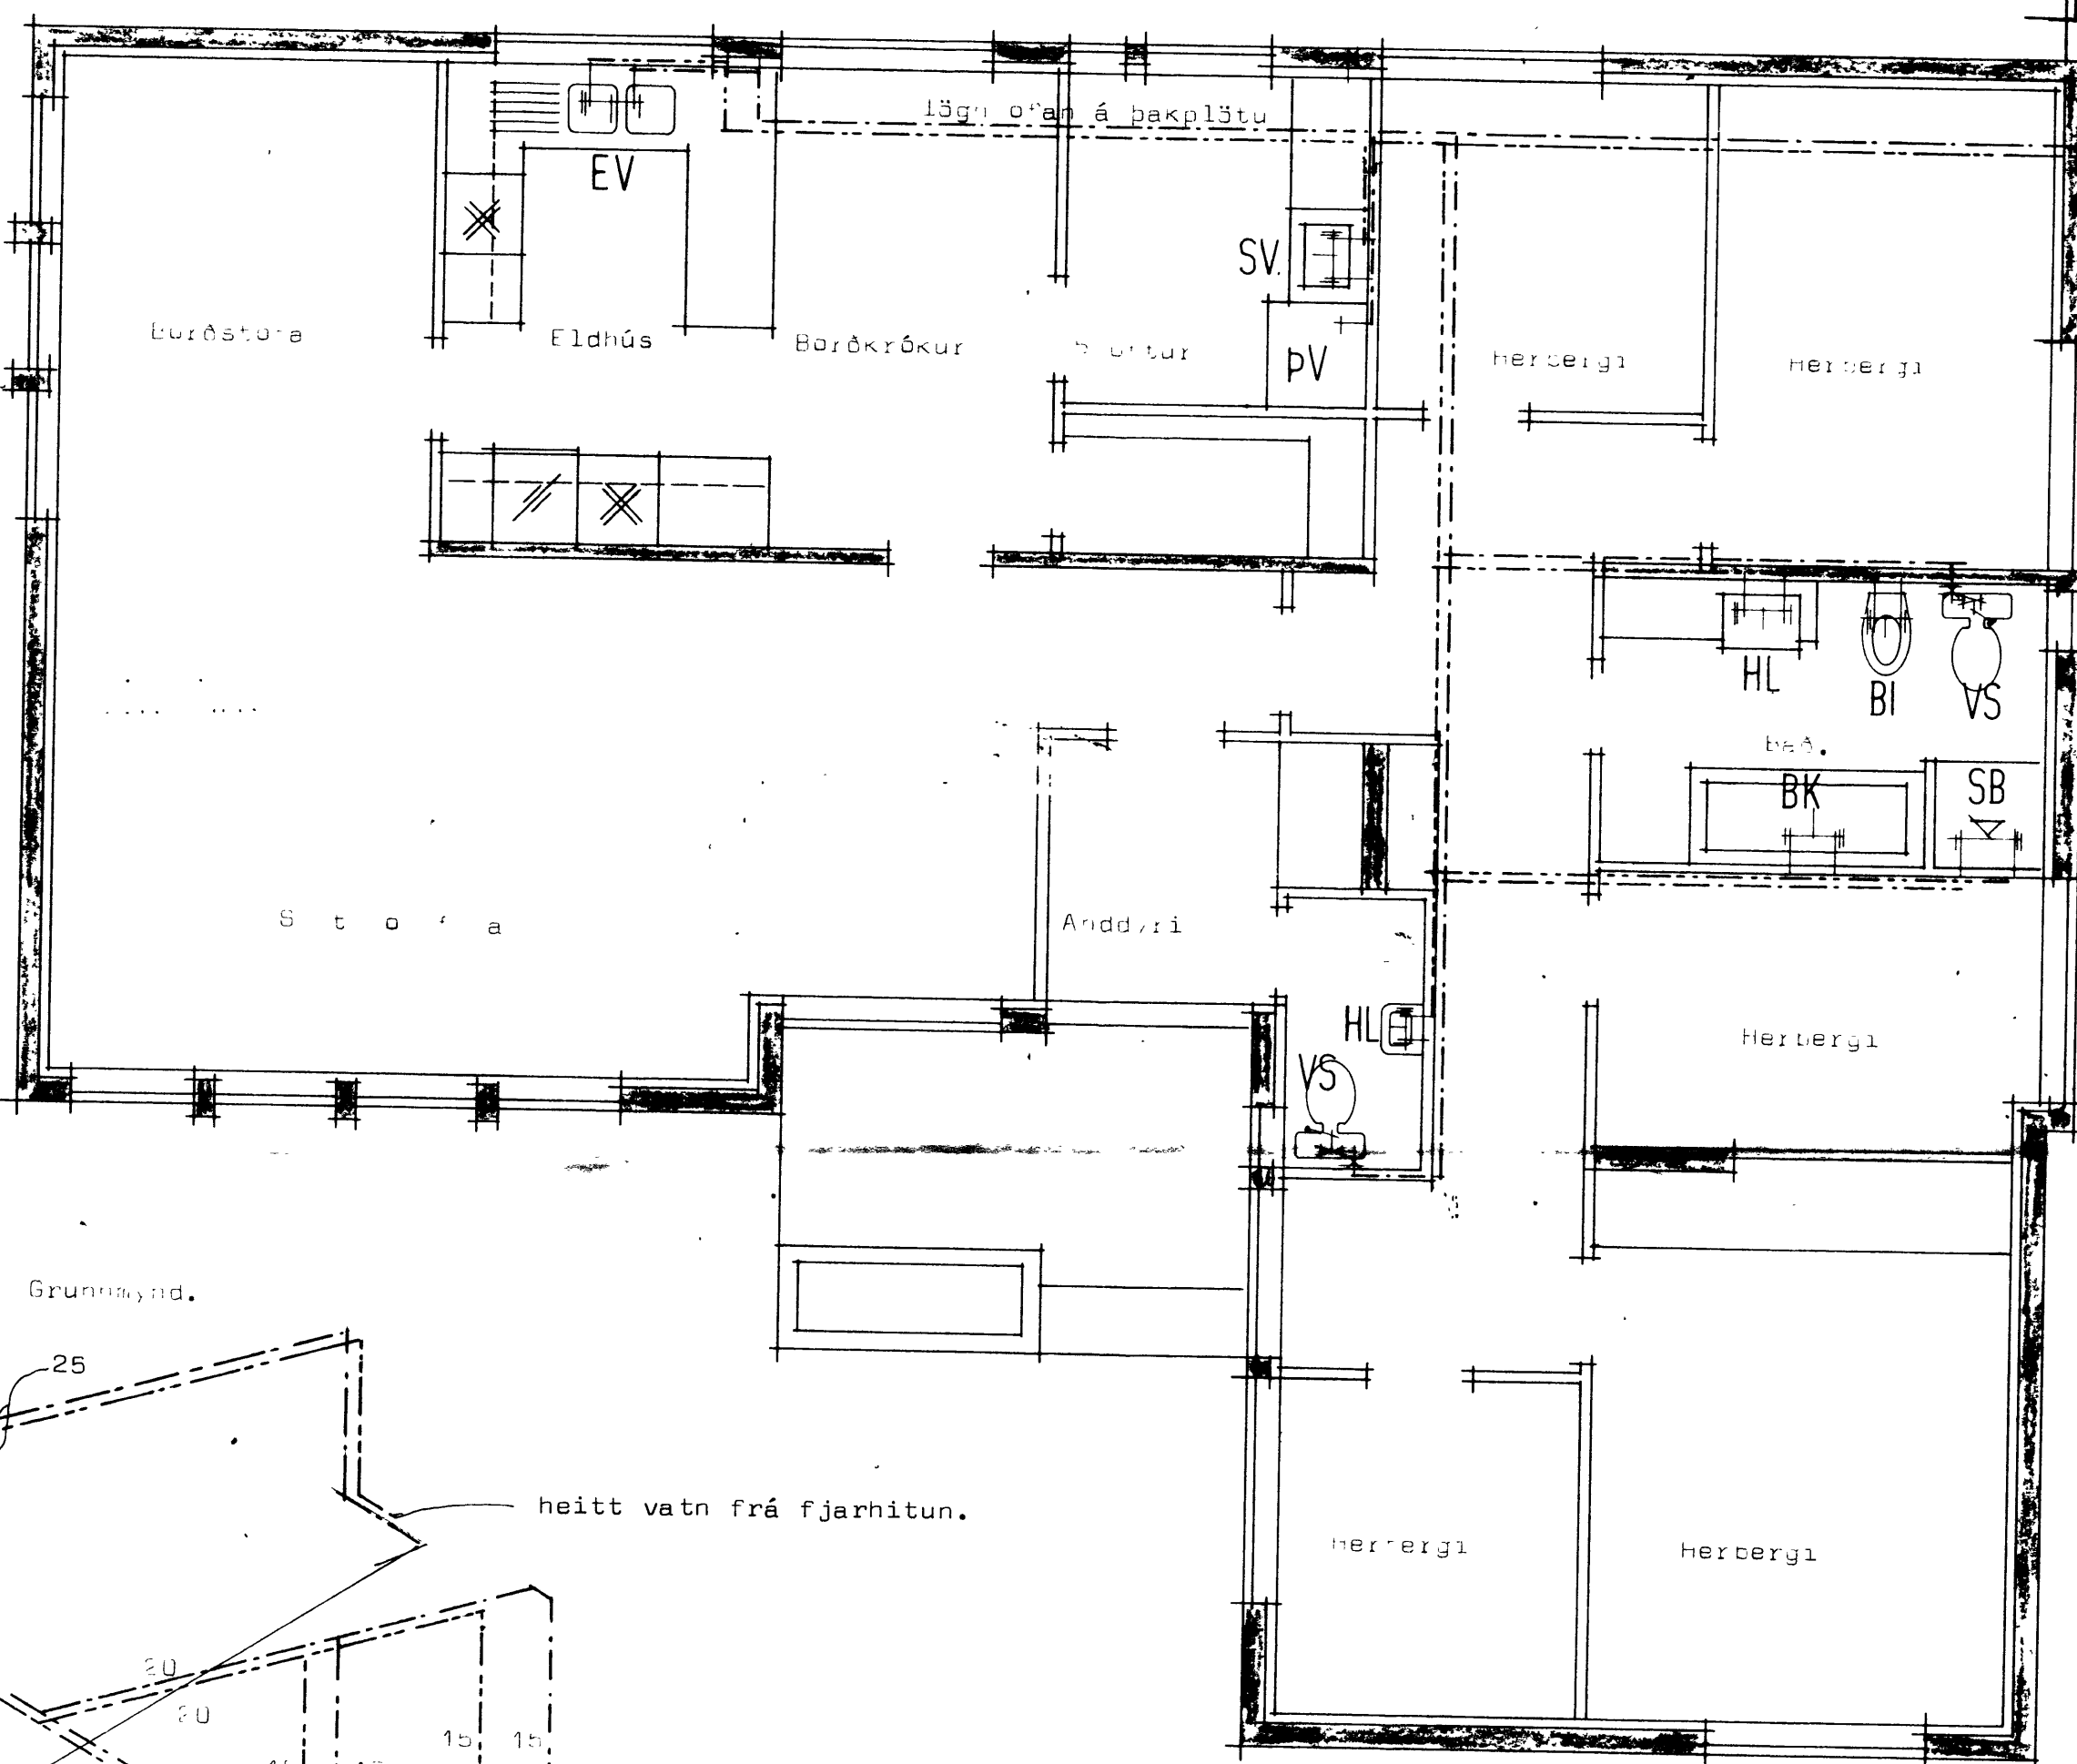 lögn ofan á þakplötu
EV
SV.
Borðstofa
Eldhús
Borðkrókur
ÞV
Herbergi
Herbergi
HL
BI
VS
bað.
BK
SB
S t o f a
Anddyri
HL
VS
Herbergi
Grunnmynd.
25
heitt vatn frá fjarhitun.
Herbergi
Herbergi
20
20
15
15